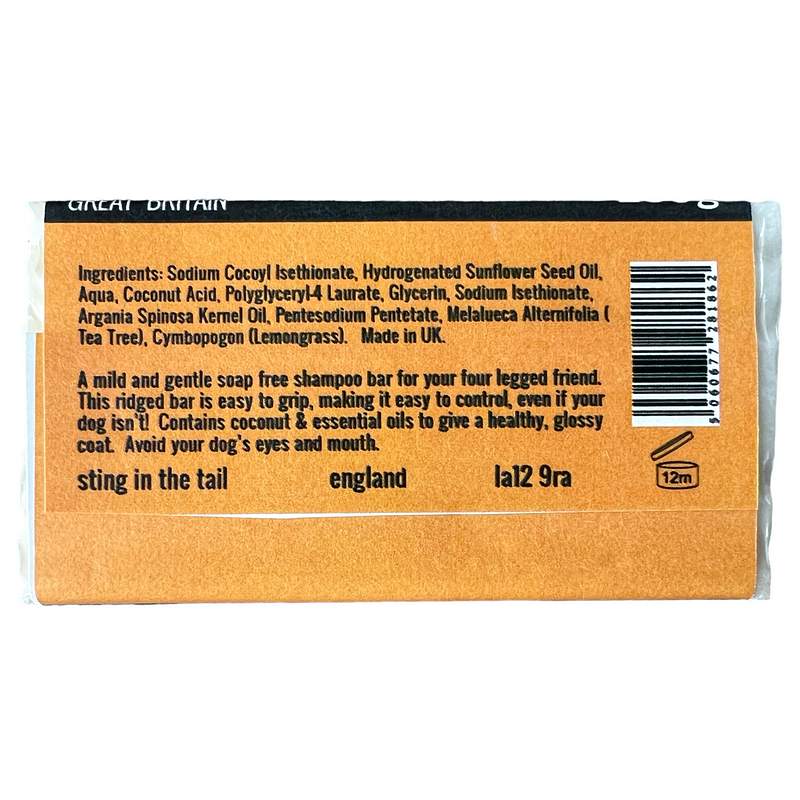 GREAT BRITAIN
Ingredients: Sodium Cocoyl Isethionate, Hydrogenated Sunflower Seed Oil,
Aqua, Coconut Acid, Polyglyceryl-4 Laurate, Glycerin, Sodium Isethionate,
Argania Spinosa Kernel Oil, Pentesodium Pentetate, Melalueca Alternifolia (
Tea Tree), Cymbopogon (Lemongrass). Made in UK.
A mild and gentle soap free shampoo bar for your four legged friend.
This ridged bar is easy to grip, making it easy to control, even if your
dog isn't! Contains coconut & essential oils to give a healthy, glossy
coat. Avoid your dog's eyes and mouth.
sting in the tail england la12 9ra
5 060677 281862
12m